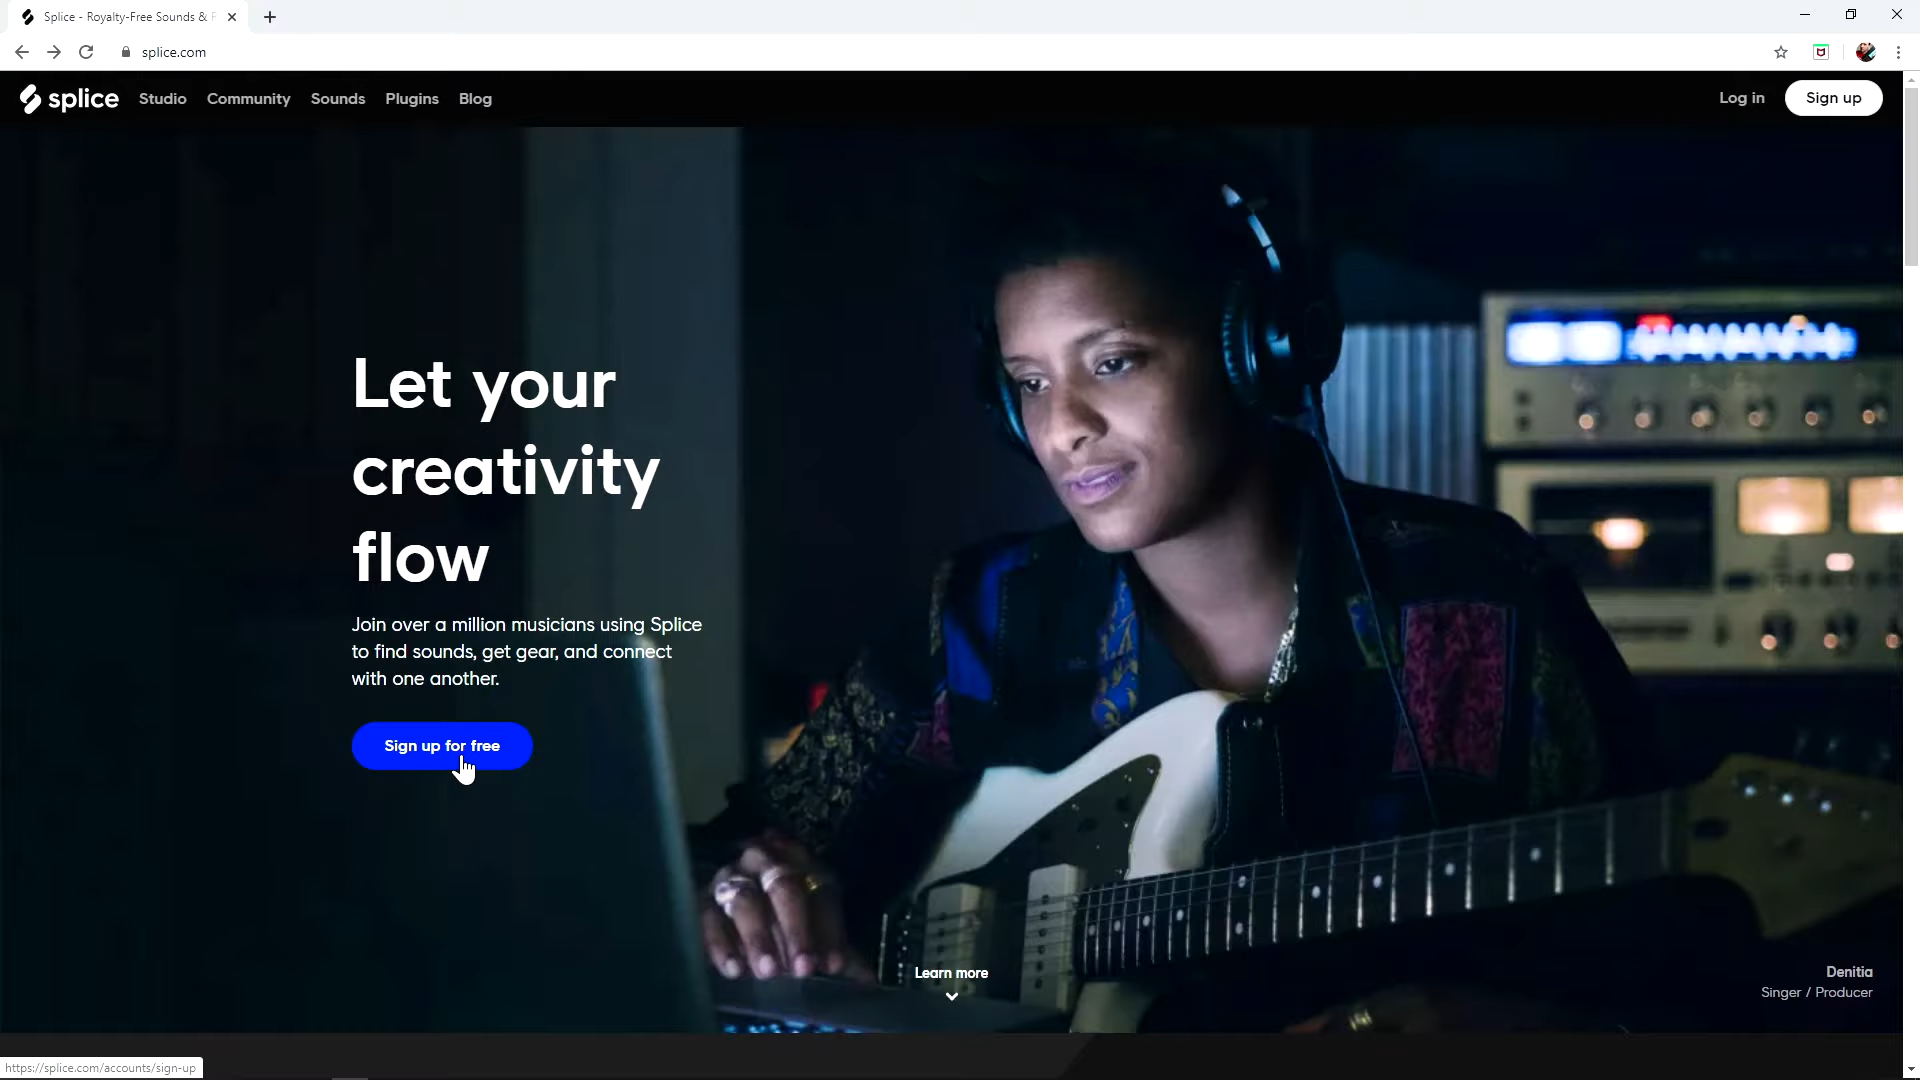 Splice - Royalty-Free Sounds &
splice.com
splice Studio Community Sounds Plugins Blog Log in Sign up
Let your
creativity
flow
Join over a million musicians using Splice
to find sounds, get gear, and connect
with one another.
Sign up for free
Learn more
Denitia
Singer / Producer
https://splice.com/accounts/sign-up